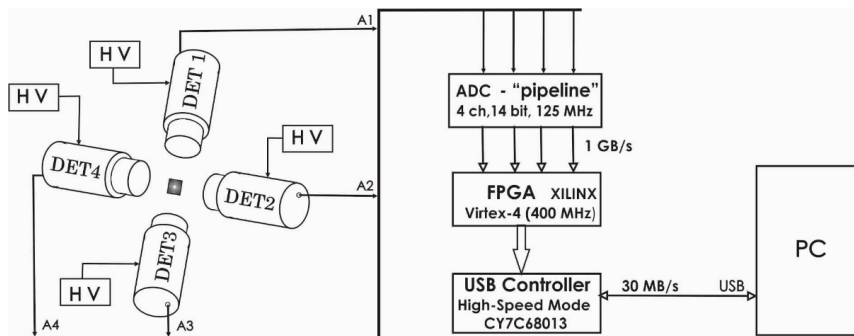 A1
H V
DET 1
H V
DET4
H V
DET2
A2
DET3
H V
A4
A3
ADC - “pipeline”
4 ch,14 bit, 125 MHz
1 GB/s
FPGA XILINX
Virtex-4 (400 MHz)
USB Controller
High-Speed Mode
CY7C68013
30 MB/s
USB
PC